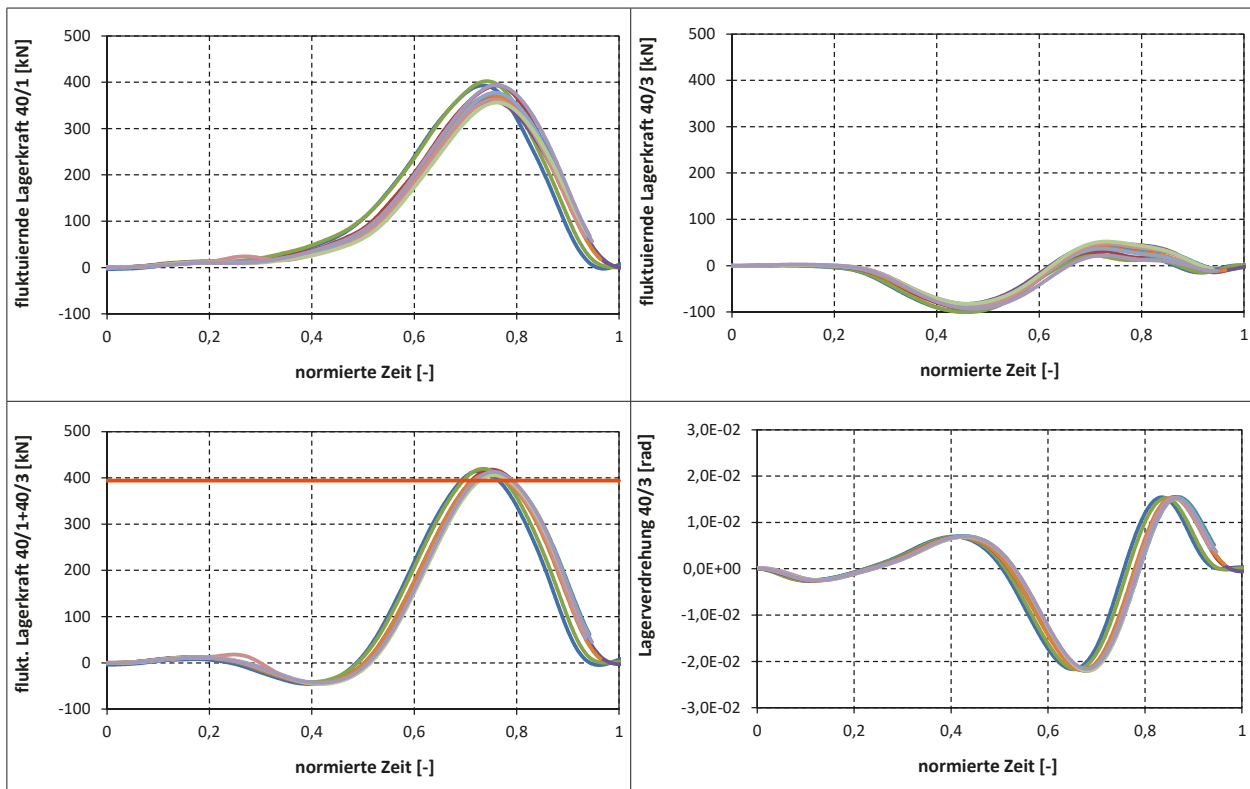 fluktuiernde Lagerkraft 40/1 [kN]
500
400
300
200
100
0
-100
0 0,2 0,4 0,6 0,8 1
normierte Zeit [-]
fluktuiernde Lagerkraft 40/3 [kN]
500
400
300
200
100
0
-100
0 0,2 0,4 0,6 0,8 1
normierte Zeit [-]
flukt. Lagerkraft 40/1+40/3 [kN]
500
400
300
200
100
0
-100
0 0,2 0,4 0,6 0,8 1
normierte Zeit [-]
Lagerverdrehung 40/3 [rad]
3,0E-02
2,0E-02
1,0E-02
0,0E+00
-1,0E-02
-2,0E-02
-3,0E-02
0 0,2 0,4 0,6 0,8 1
normierte Zeit [-]